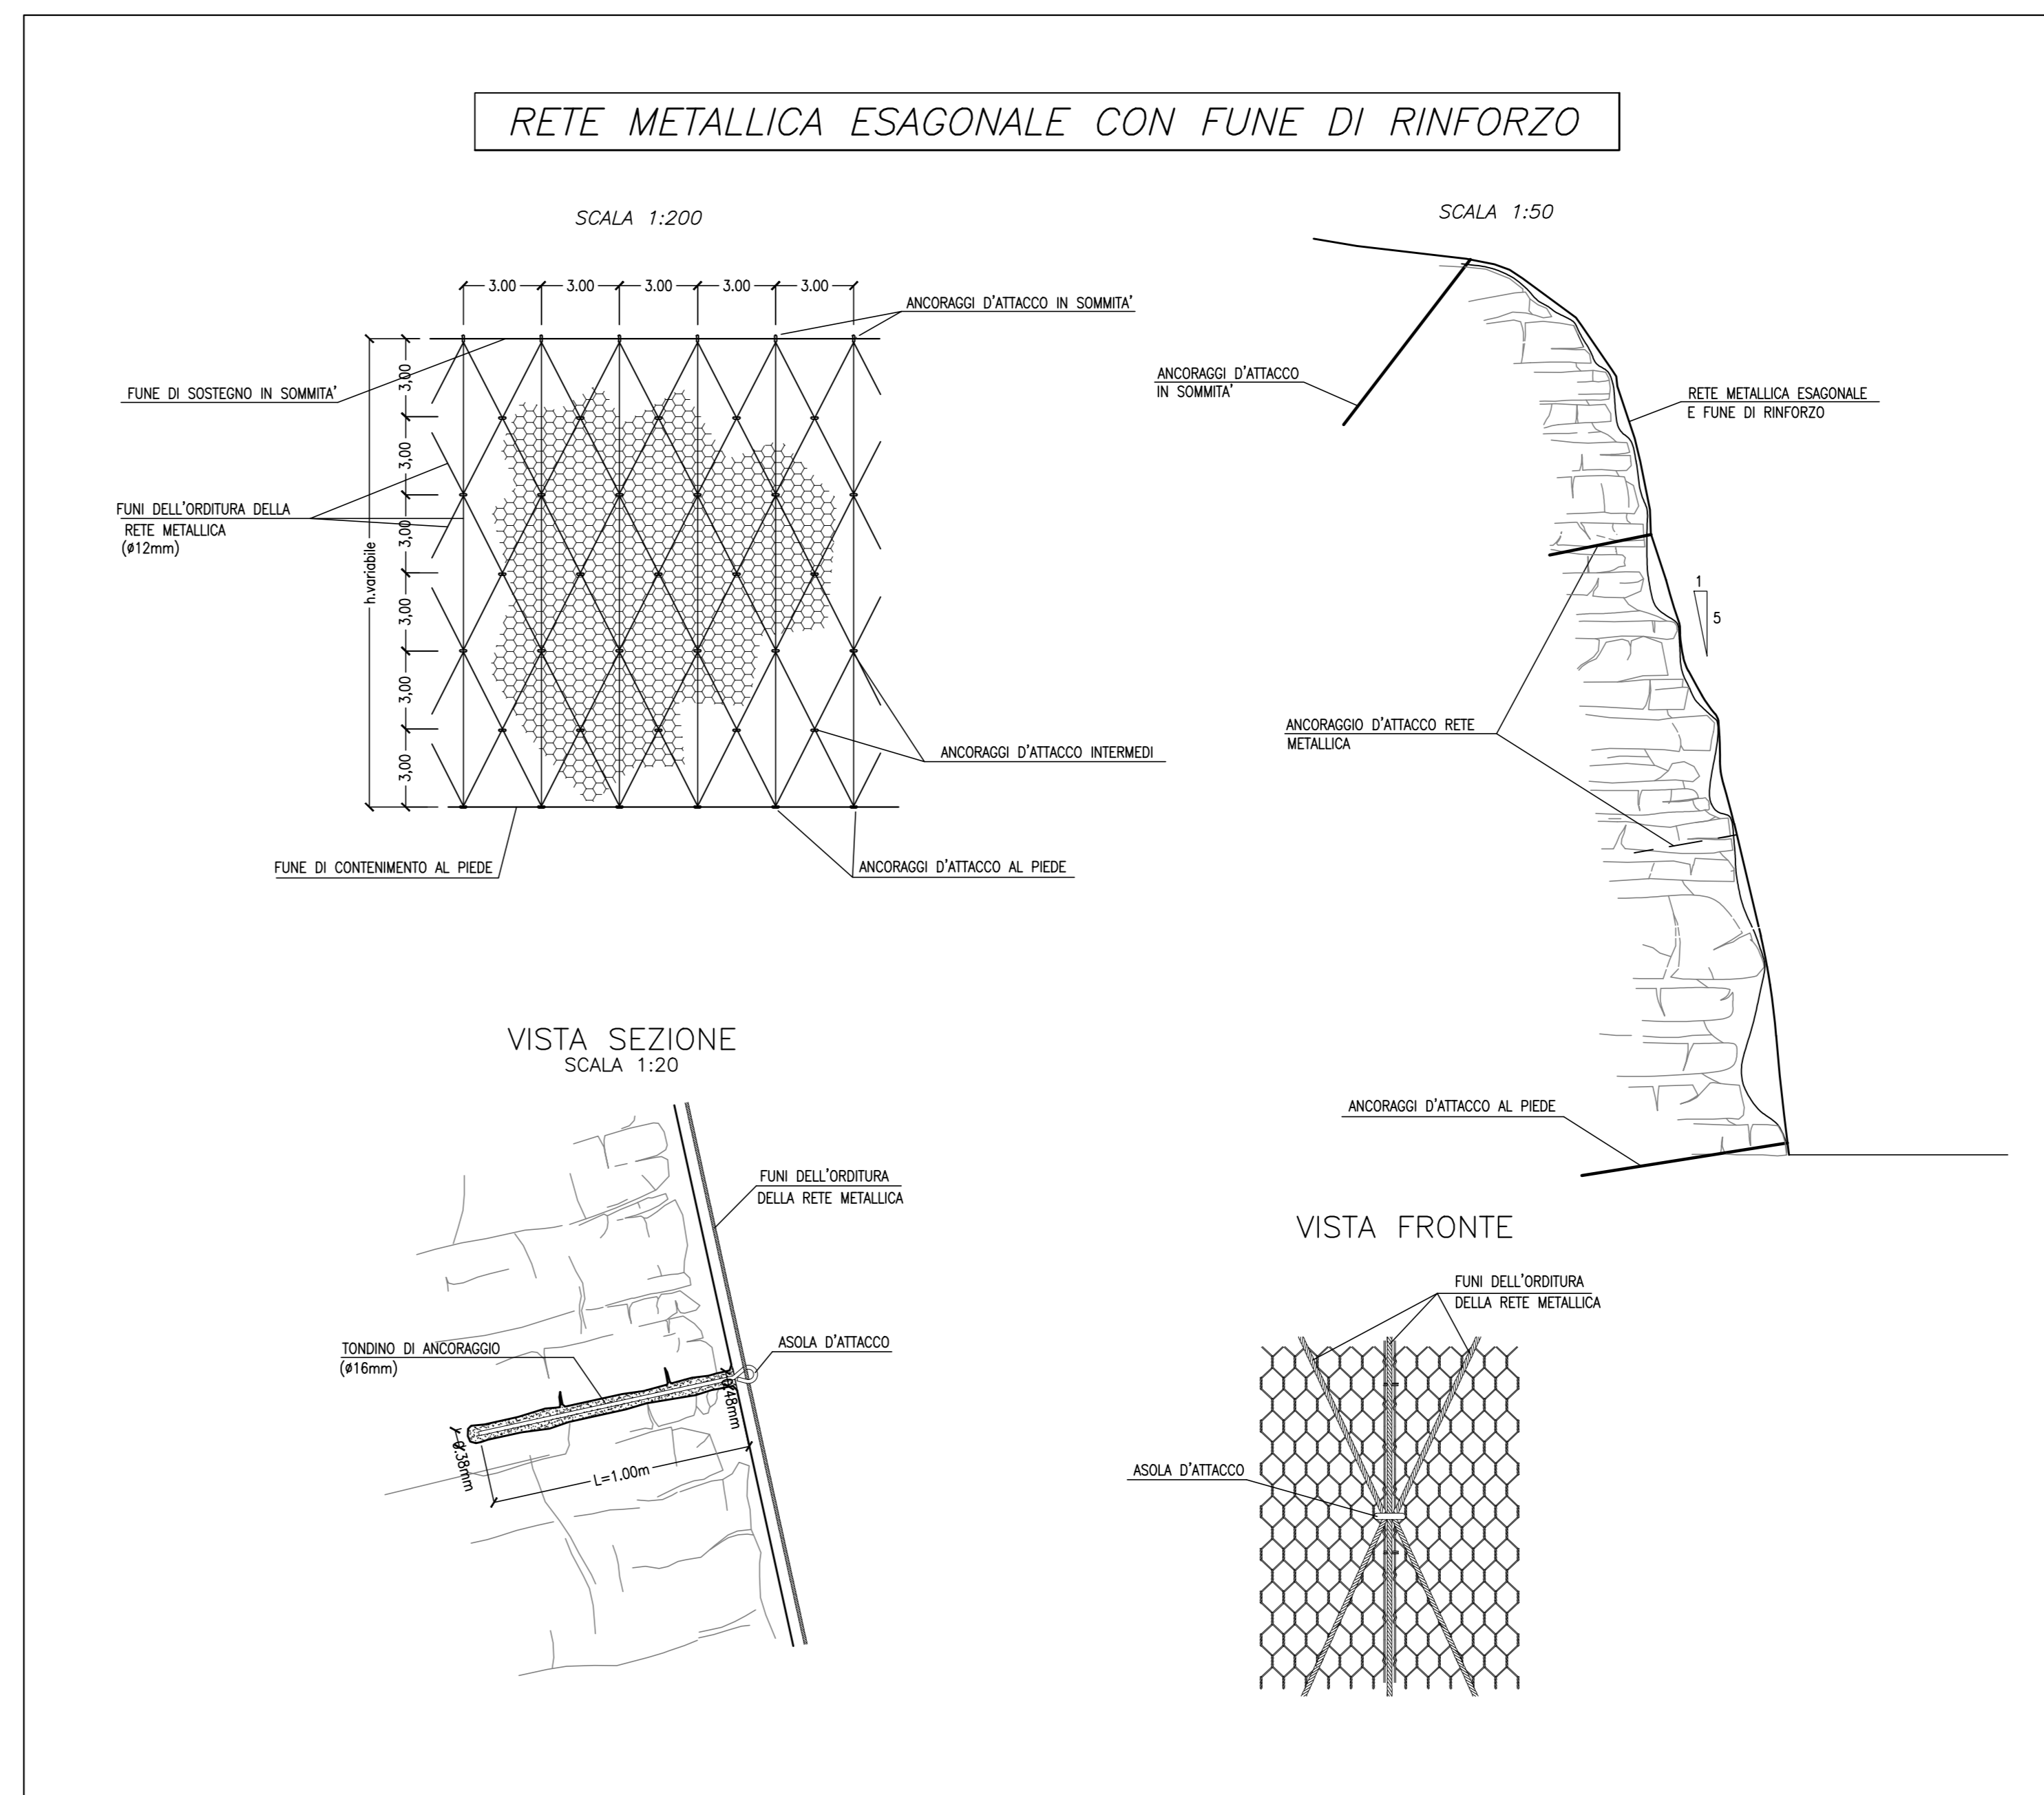 RETE METALLICA ESAGONALE CON FUNE DI RINFORZO
SCALA 1:200
3.00 3.00 3.00 3.00 3.00
ANCORAGGI D'ATTACCO IN SOMMITA'
FUNE DI SOSTEGNO IN SOMMITA'
FUNI DELL'ORDITURA DELLA
RETE METALLICA
(ø12mm)
h.variabile
3,00
3,00
3,00
3,00
3,00
3,00
ANCORAGGI D'ATTACCO INTERMEDI
FUNE DI CONTENIMENTO AL PIEDE
ANCORAGGI D'ATTACCO AL PIEDE
SCALA 1:50
ANCORAGGI D'ATTACCO
IN SOMMITA'
RETE METALLICA ESAGONALE
E FUNE DI RINFORZO
1
5
ANCORAGGIO D'ATTACCO RETE
METALLICA
ANCORAGGI D'ATTACCO AL PIEDE
VISTA SEZIONE
SCALA 1:20
FUNI DELL'ORDITURA
DELLA RETE METALLICA
TONDINO DI ANCORAGGIO
(ø16mm)
ASOLA D'ATTACCO
L=1.00m
VISTA FRONTE
FUNI DELL'ORDITURA
DELLA RETE METALLICA
ASOLA D'ATTACCO